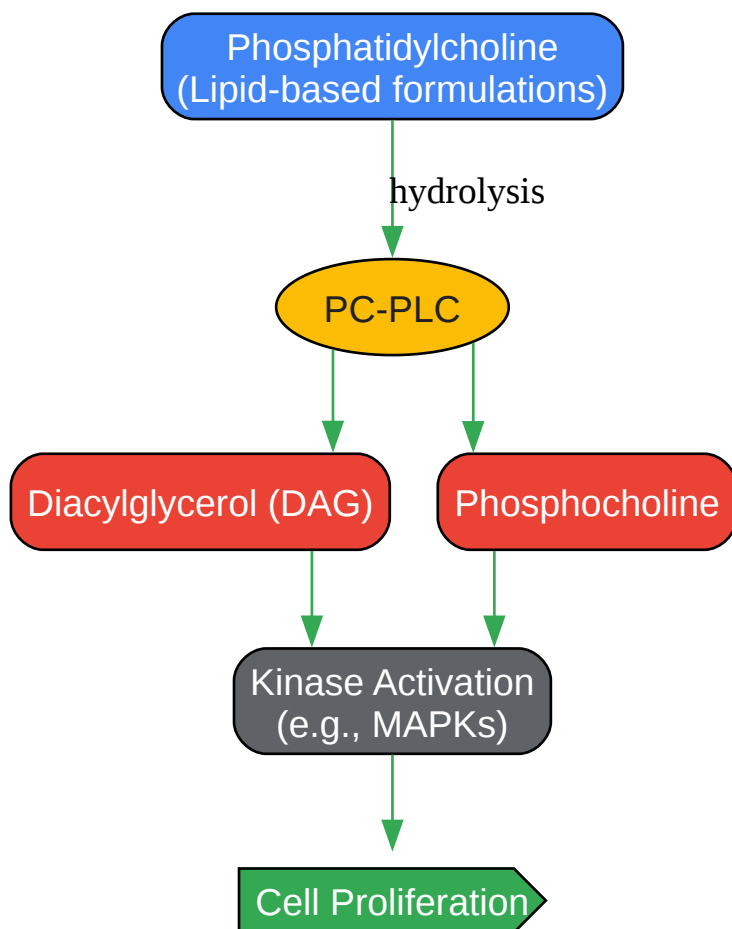 Phosphatidylcholine
(Lipid-based formulations)
hydrolysis
PC-PLC
Diacylglycerol (DAG)
Phosphocholine
Kinase Activation
(e.g., MAPKs)
Cell Proliferation